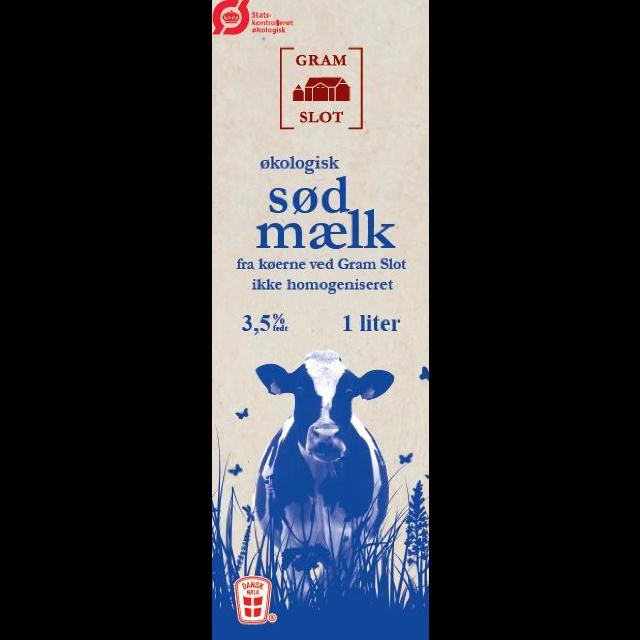 Stats-
kontrolleret
økologisk
GRAM
SLOT
økologisk
sød
mælk
fra køerne ved Gram Slot
ikke homogeniseret
3,5% fedt 1 liter
DANSK
MÆLK